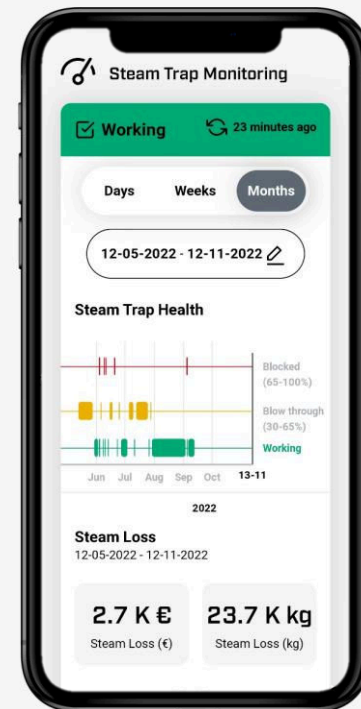 Steam Trap Monitoring
Working
23 minutes ago
Days Weeks Months
12-05-2022 - 12-11-2022
Steam Trap Health
Blocked
(65-100%)
Blow through
(30-65%)
Working
Jun Jul Aug Sep Oct 13-11
2022
Steam Loss
12-05-2022 - 12-11-2022
2.7 K € 23.7 K kg
Steam Loss (€) Steam Loss (kg)